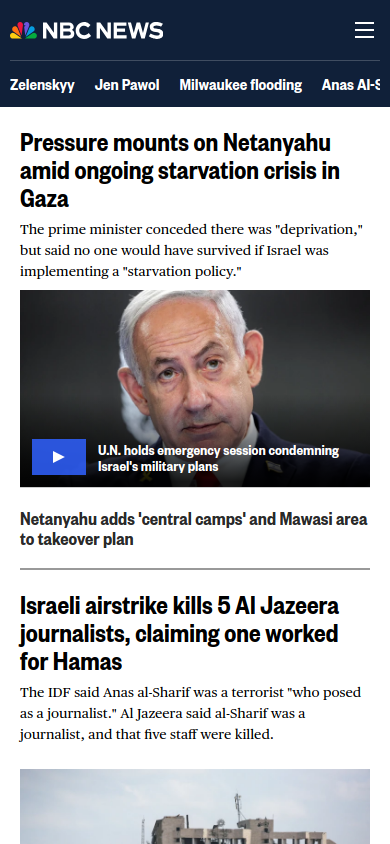 NBC NEWS
Zelenskyy Jen Pawol Milwaukee flooding Anas Al-S
Pressure mounts on Netanyahu
amid ongoing starvation crisis in
Gaza
The prime minister conceded there was "deprivation,"
but said no one would have survived if Israel was
implementing a "starvation policy."
U.N. holds emergency session condemning
Israel's military plans
Netanyahu adds 'central camps' and Mawasi area
to takeover plan
Israeli airstrike kills 5 Al Jazeera
journalists, claiming one worked
for Hamas
The IDF said Anas al-Sharif was a terrorist "who posed
as a journalist." Al Jazeera said al-Sharif was a
journalist, and that five staff were killed.